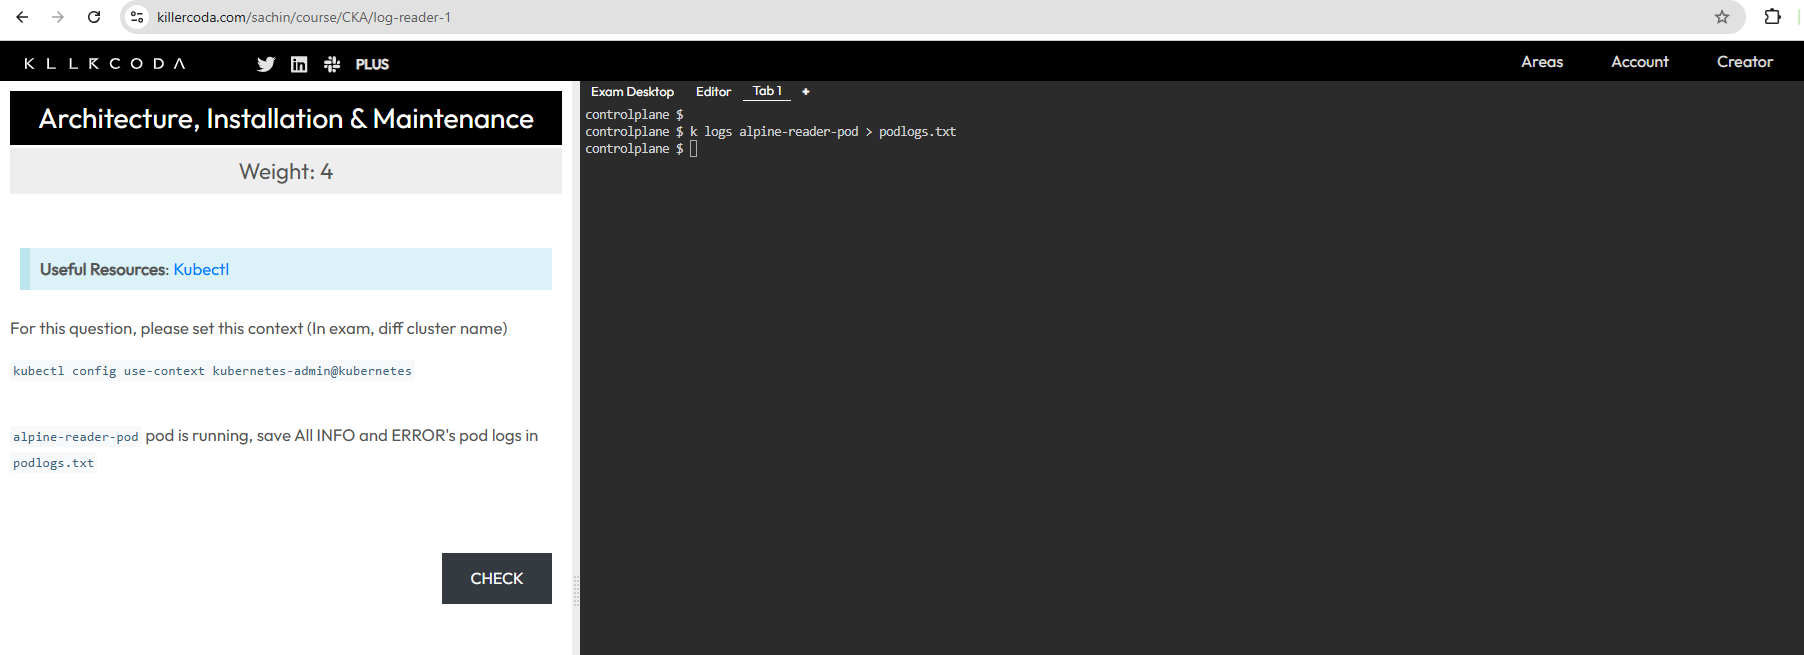 killercoda.com/sachin/course/CKA/log-reader-1
KLLRCODA
PLUS
Areas
Account
Creator
Architecture, Installation & Maintenance
Weight: 4
Useful Resources: Kubectl
For this question, please set this context (In exam, diff cluster name)
kubectl config use-context kubernetes-admin@kubernetes
alpine-reader-pod pod is running, save All INFO and ERROR's pod logs in
podlogs.txt
CHECK
Exam Desktop
Editor
Tab 1
+
controlplane $
controlplane $ k logs alpine-reader-pod > podlogs.txt
controlplane $